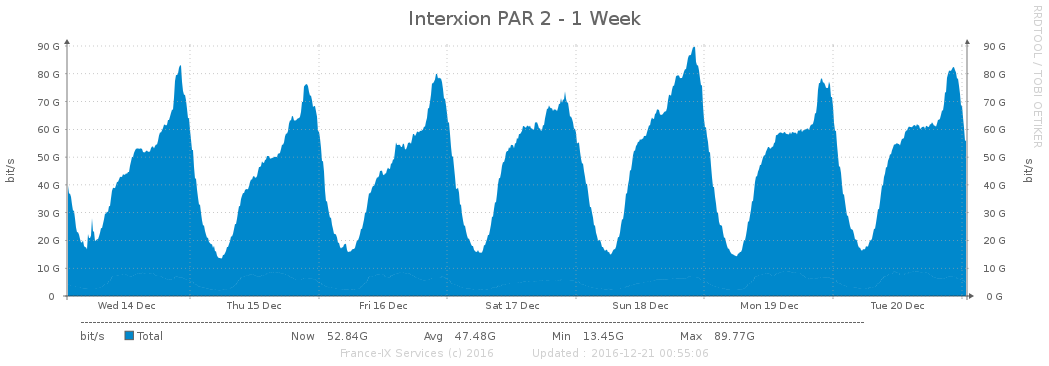 Interxion PAR 2 - 1 Week
RRDTOOL / TOBI OETIKER
bit/s
90 G 90 G
80 G 80 G
70 G 70 G
60 G 60 G
50 G 50 G
40 G 40 G
30 G 30 G
20 G 20 G
10 G 10 G
0 0 G
bit/s
Wed 14 Dec Thu 15 Dec Fri 16 Dec Sat 17 Dec Sun 18 Dec Mon 19 Dec Tue 20 Dec
bit/s Total Now 52.84G Avg 47.48G Min 13.45G Max 89.77G
France-IX Services (c) 2016 Updated : 2016-12-21 00:55:06